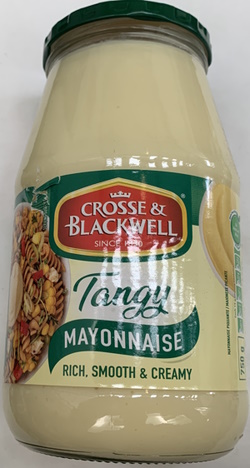 CROSSE &
BLACKWELL
SINCE 1830
Tangy
MAYONNAISE
RICH, SMOOTH & CREAMY
750 g